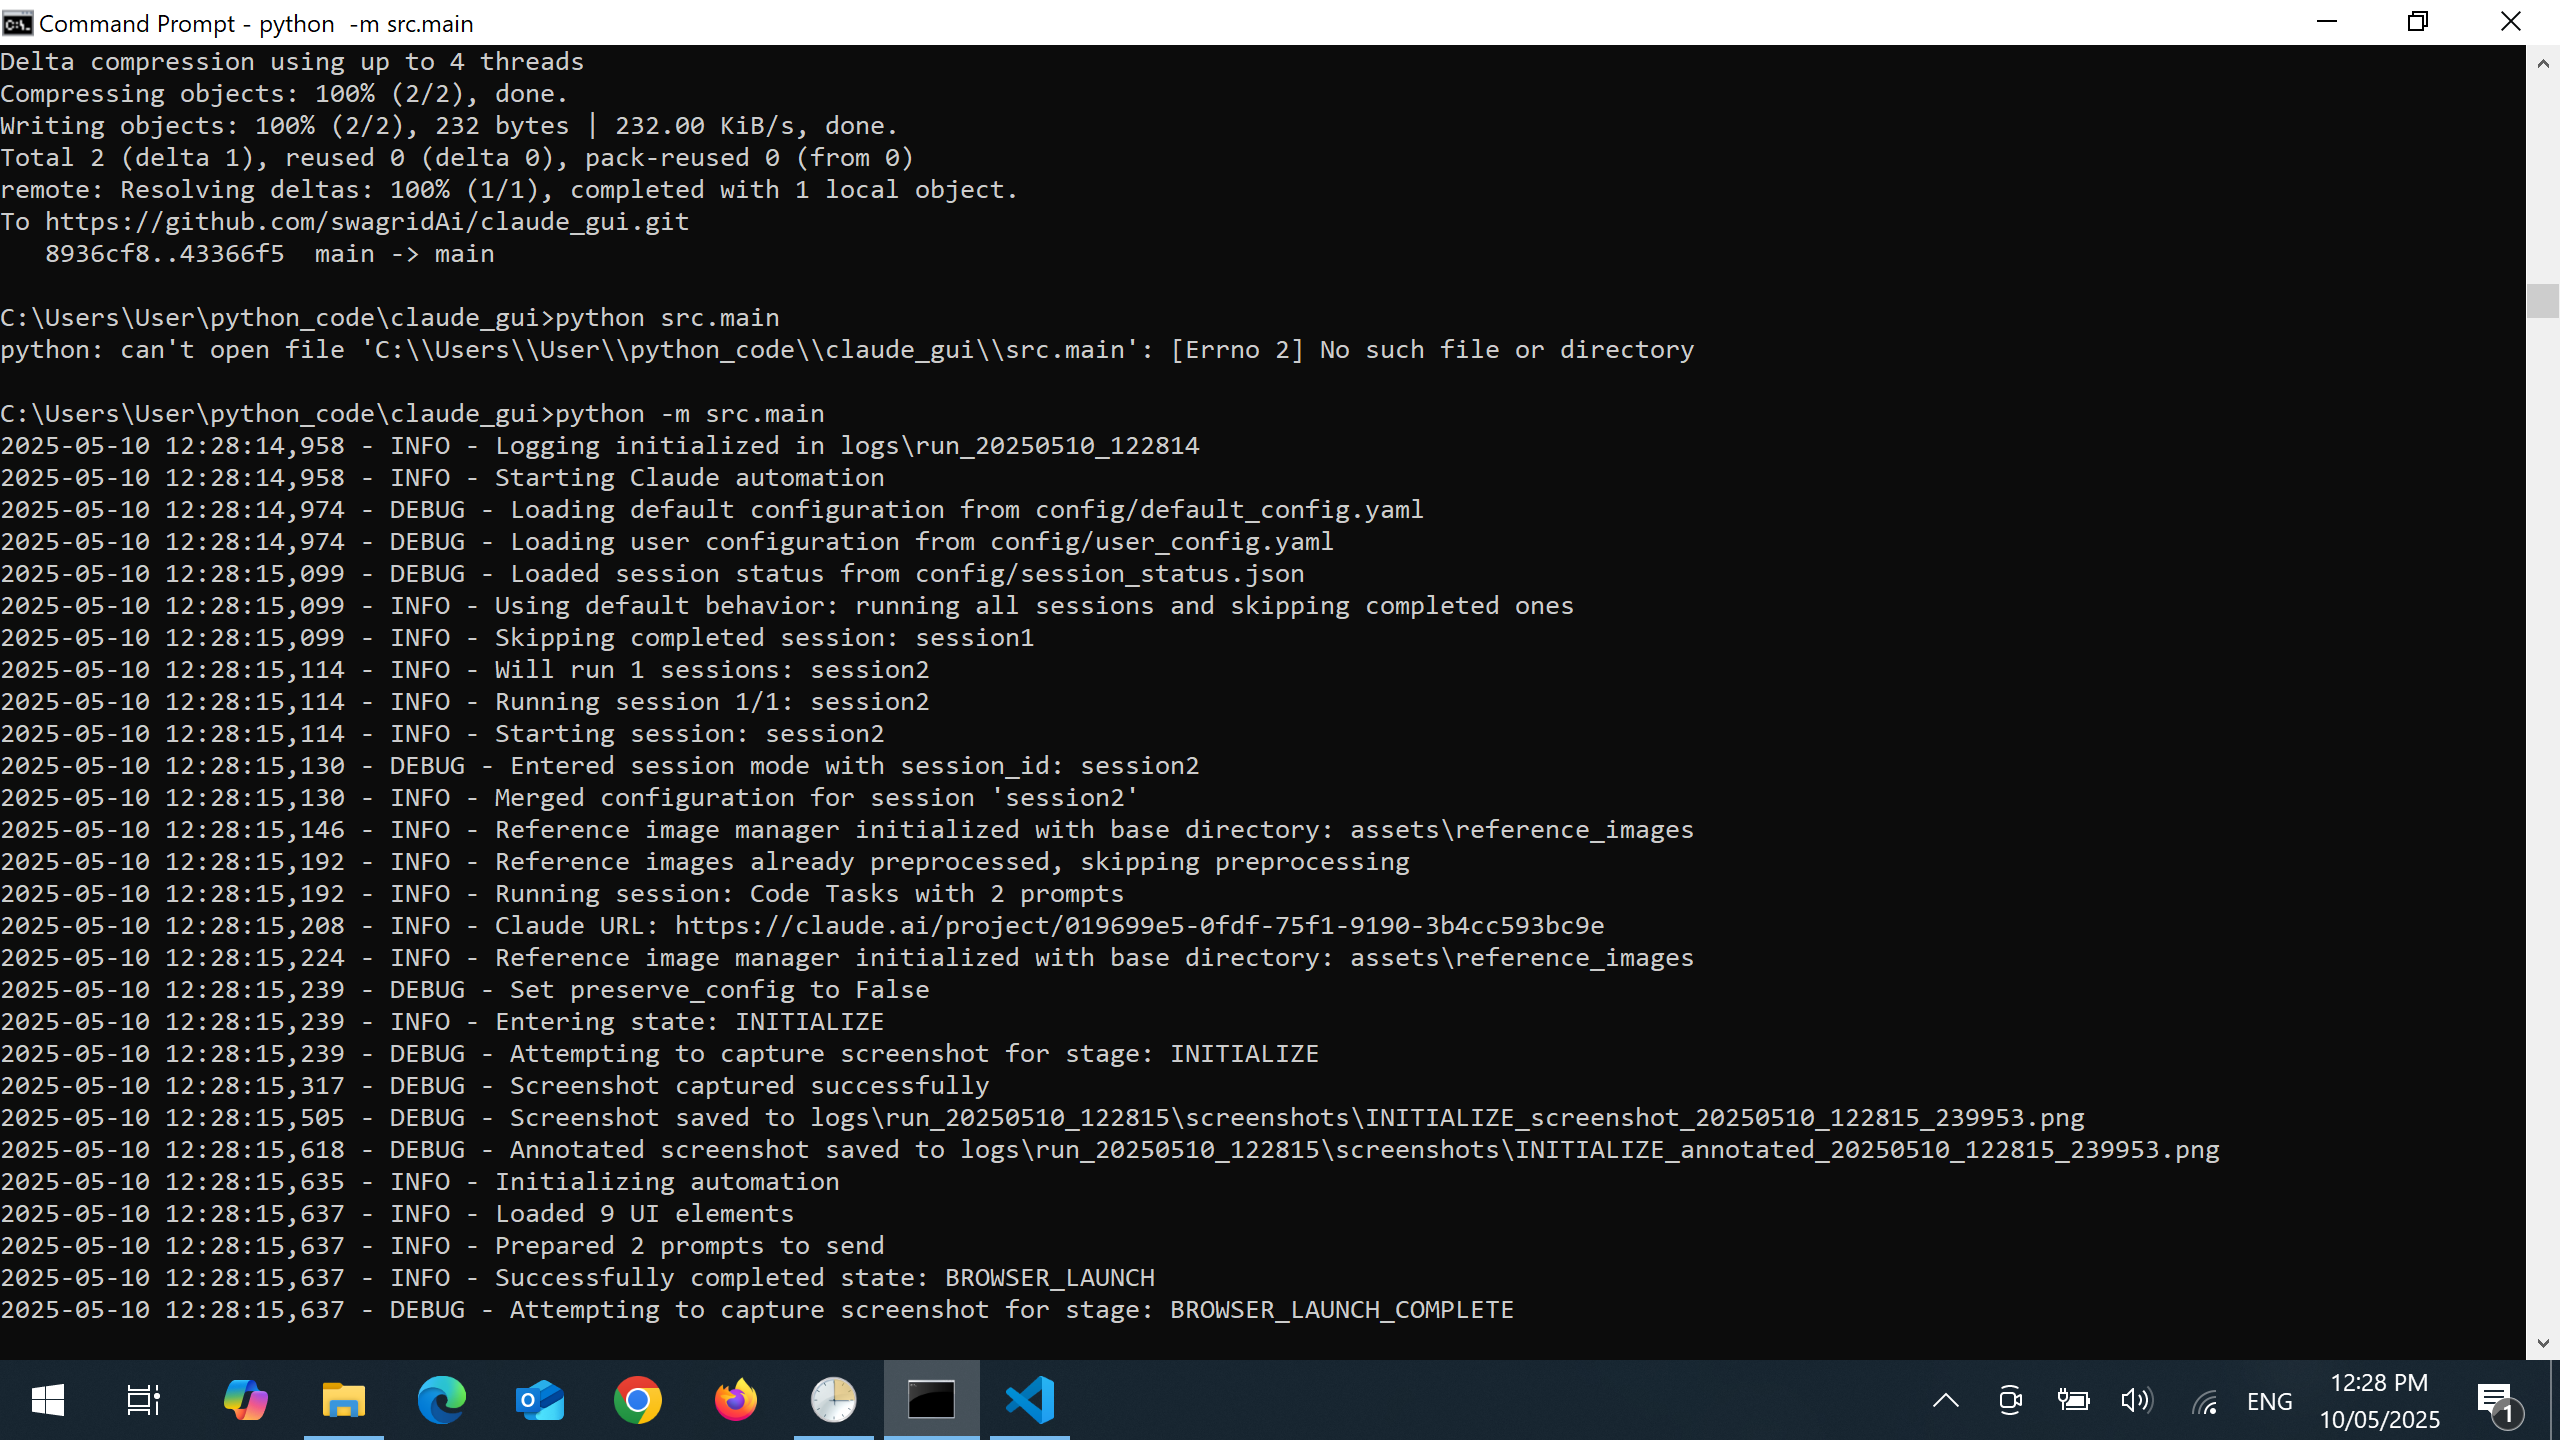 Command Prompt - python  -m src.main
Delta compression using up to 4 threads
Compressing objects: 100% (2/2), done.
Writing objects: 100% (2/2), 232 bytes | 232.00 KiB/s, done.
Total 2 (delta 1), reused 0 (delta 0), pack-reused 0 (from 0)
remote: Resolving deltas: 100% (1/1), completed with 1 local object.
To https://github.com/swagridAi/claude_gui.git
   8936cf8..43366f5  main -> main
C:\Users\User\python_code\claude_gui>python src.main
python: can't open file 'C:\\Users\\User\\python_code\\claude_gui\\src.main': [Errno 2] No such file or directory
C:\Users\User\python_code\claude_gui>python -m src.main
2025-05-10 12:28:14,958 - INFO - Logging initialized in logs\run_20250510_122814
2025-05-10 12:28:14,958 - INFO - Starting Claude automation
2025-05-10 12:28:14,974 - DEBUG - Loading default configuration from config/default_config.yaml
2025-05-10 12:28:14,974 - DEBUG - Loading user configuration from config/user_config.yaml
2025-05-10 12:28:15,099 - DEBUG - Loaded session status from config/session_status.json
2025-05-10 12:28:15,099 - INFO - Using default behavior: running all sessions and skipping completed ones
2025-05-10 12:28:15,099 - INFO - Skipping completed session: session1
2025-05-10 12:28:15,114 - INFO - Will run 1 sessions: session2
2025-05-10 12:28:15,114 - INFO - Running session 1/1: session2
2025-05-10 12:28:15,114 - INFO - Starting session: session2
2025-05-10 12:28:15,130 - DEBUG - Entered session mode with session_id: session2
2025-05-10 12:28:15,130 - INFO - Merged configuration for session 'session2'
2025-05-10 12:28:15,146 - INFO - Reference image manager initialized with base directory: assets\reference_images
2025-05-10 12:28:15,192 - INFO - Reference images already preprocessed, skipping preprocessing
2025-05-10 12:28:15,192 - INFO - Running session: Code Tasks with 2 prompts
2025-05-10 12:28:15,208 - INFO - Claude URL: https://claude.ai/project/019699e5-0fdf-75f1-9190-3b4cc593bc9e
2025-05-10 12:28:15,224 - INFO - Reference image manager initialized with base directory: assets\reference_images
2025-05-10 12:28:15,239 - DEBUG - Set preserve_config to False
2025-05-10 12:28:15,239 - INFO - Entering state: INITIALIZE
2025-05-10 12:28:15,239 - DEBUG - Attempting to capture screenshot for stage: INITIALIZE
2025-05-10 12:28:15,317 - DEBUG - Screenshot captured successfully
2025-05-10 12:28:15,505 - DEBUG - Screenshot saved to logs\run_20250510_122815\screenshots\INITIALIZE_screenshot_20250510_122815_239953.png
2025-05-10 12:28:15,618 - DEBUG - Annotated screenshot saved to logs\run_20250510_122815\screenshots\INITIALIZE_annotated_20250510_122815_239953.png
2025-05-10 12:28:15,635 - INFO - Initializing automation
2025-05-10 12:28:15,637 - INFO - Loaded 9 UI elements
2025-05-10 12:28:15,637 - INFO - Prepared 2 prompts to send
2025-05-10 12:28:15,637 - INFO - Successfully completed state: BROWSER_LAUNCH
2025-05-10 12:28:15,637 - DEBUG - Attempting to capture screenshot for stage: BROWSER_LAUNCH_COMPLETE
ENG
12:28 PM
10/05/2025
1